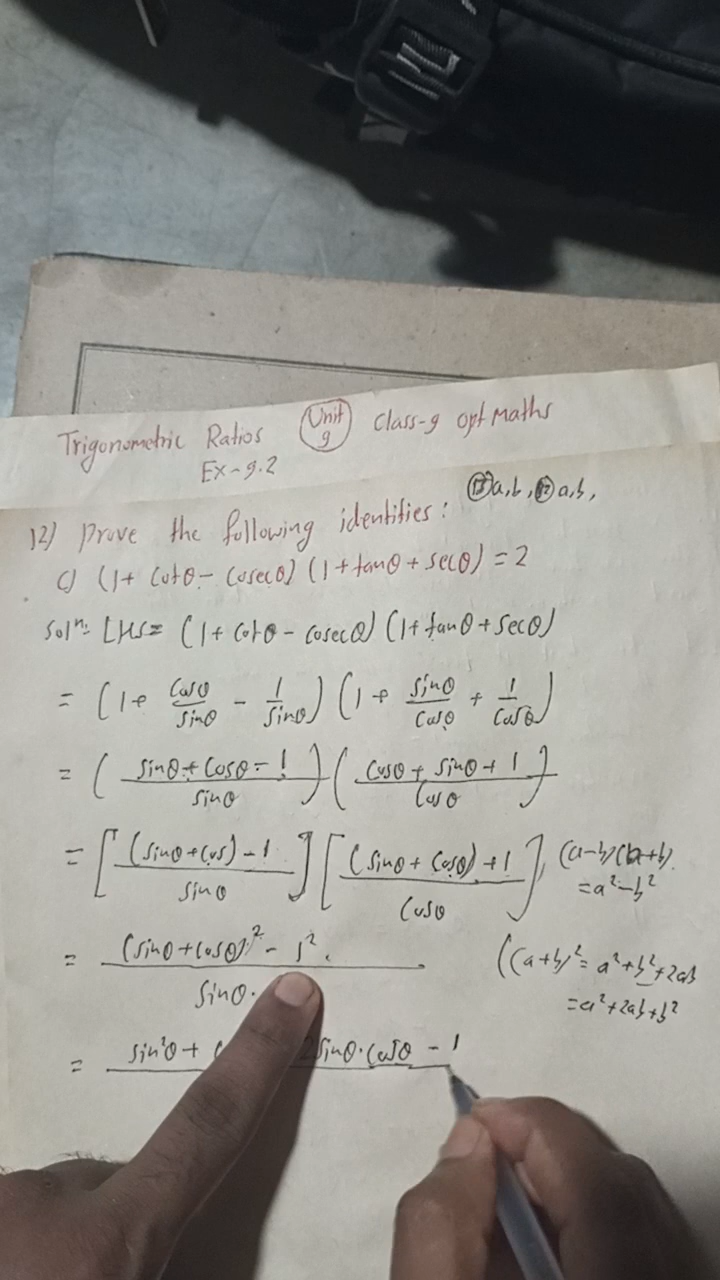 Trigonometric Ratios Unit 9 Class-9 opt Maths
Ex-9.2
a,b, a,b,
12) Prove the following identities:
c) (1+ Cotθ - Cosecθ) (1+tanθ + secθ) = 2
Solⁿ: LHS = (1 + Cotθ - Cosecθ) (1+tanθ+Secθ)
= (1+ Cosθ/Sinθ - 1/Sinθ) (1+ Sinθ/Cosθ + 1/Cosθ)
= ( Sinθ + Cosθ - 1 / Sinθ ) ( Cosθ + Sinθ + 1 / Cosθ )
= [ (Sinθ + Cos) - 1 / Sinθ ] [ (Sinθ + Cosθ) + 1 / Cosθ ], (a-b)(a+b)
= a² - b²
= (Sinθ + Cosθ)² - 1² / Sinθ.
((a+b)² = a² + b² + 2ab
= a² + 2ab + b²
= Sin²θ + 2Sinθ.Cosθ - 1